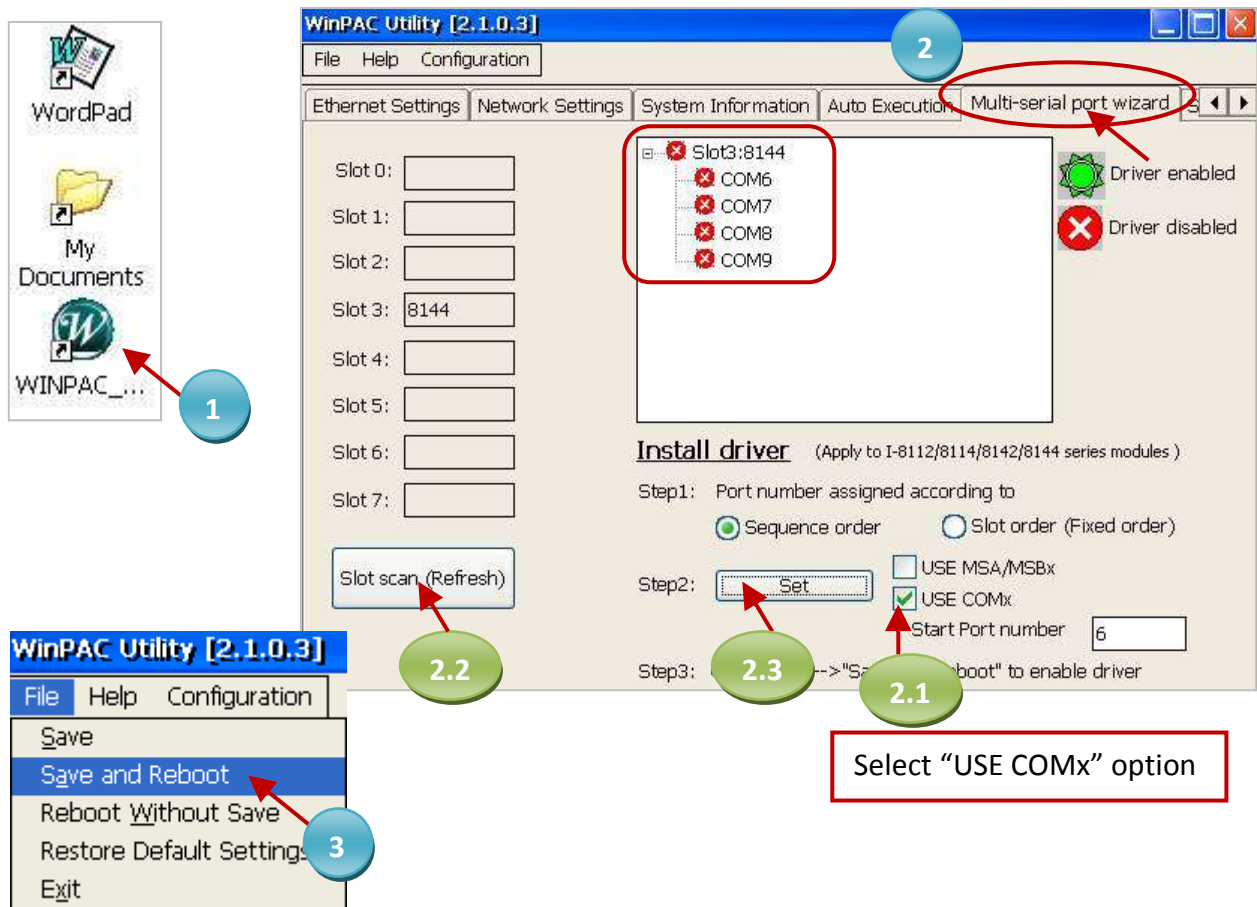 WordPad
My
Documents
WINPAC_...
1
WinPAC Utility [2.1.0.3]
File Help Configuration
2
Ethernet Settings Network Settings System Information Auto Execution Multi-serial port wizard
Slot 0:
Slot 1:
Slot 2:
Slot 3: 8144
Slot 4:
Slot 5:
Slot 6:
Slot 7:
Slot scan (Refresh)
2.2
Slot3:8144
COM6
COM7
COM8
COM9
Driver enabled
Driver disabled
Install driver (Apply to I-8112/8114/8142/8144 series modules )
Step1: Port number assigned according to
Sequence order Slot order (Fixed order)
Step2: Set
USE MSA/MSBx
USE COMx
Start Port number 6
Step3: -->"Sa boot" to enable driver
2.3
2.1
Select “USE COMx” option
WinPAC Utility [2.1.0.3]
File Help Configuration
Save
Save and Reboot
Reboot Without Save
Restore Default Settings
Exit
3